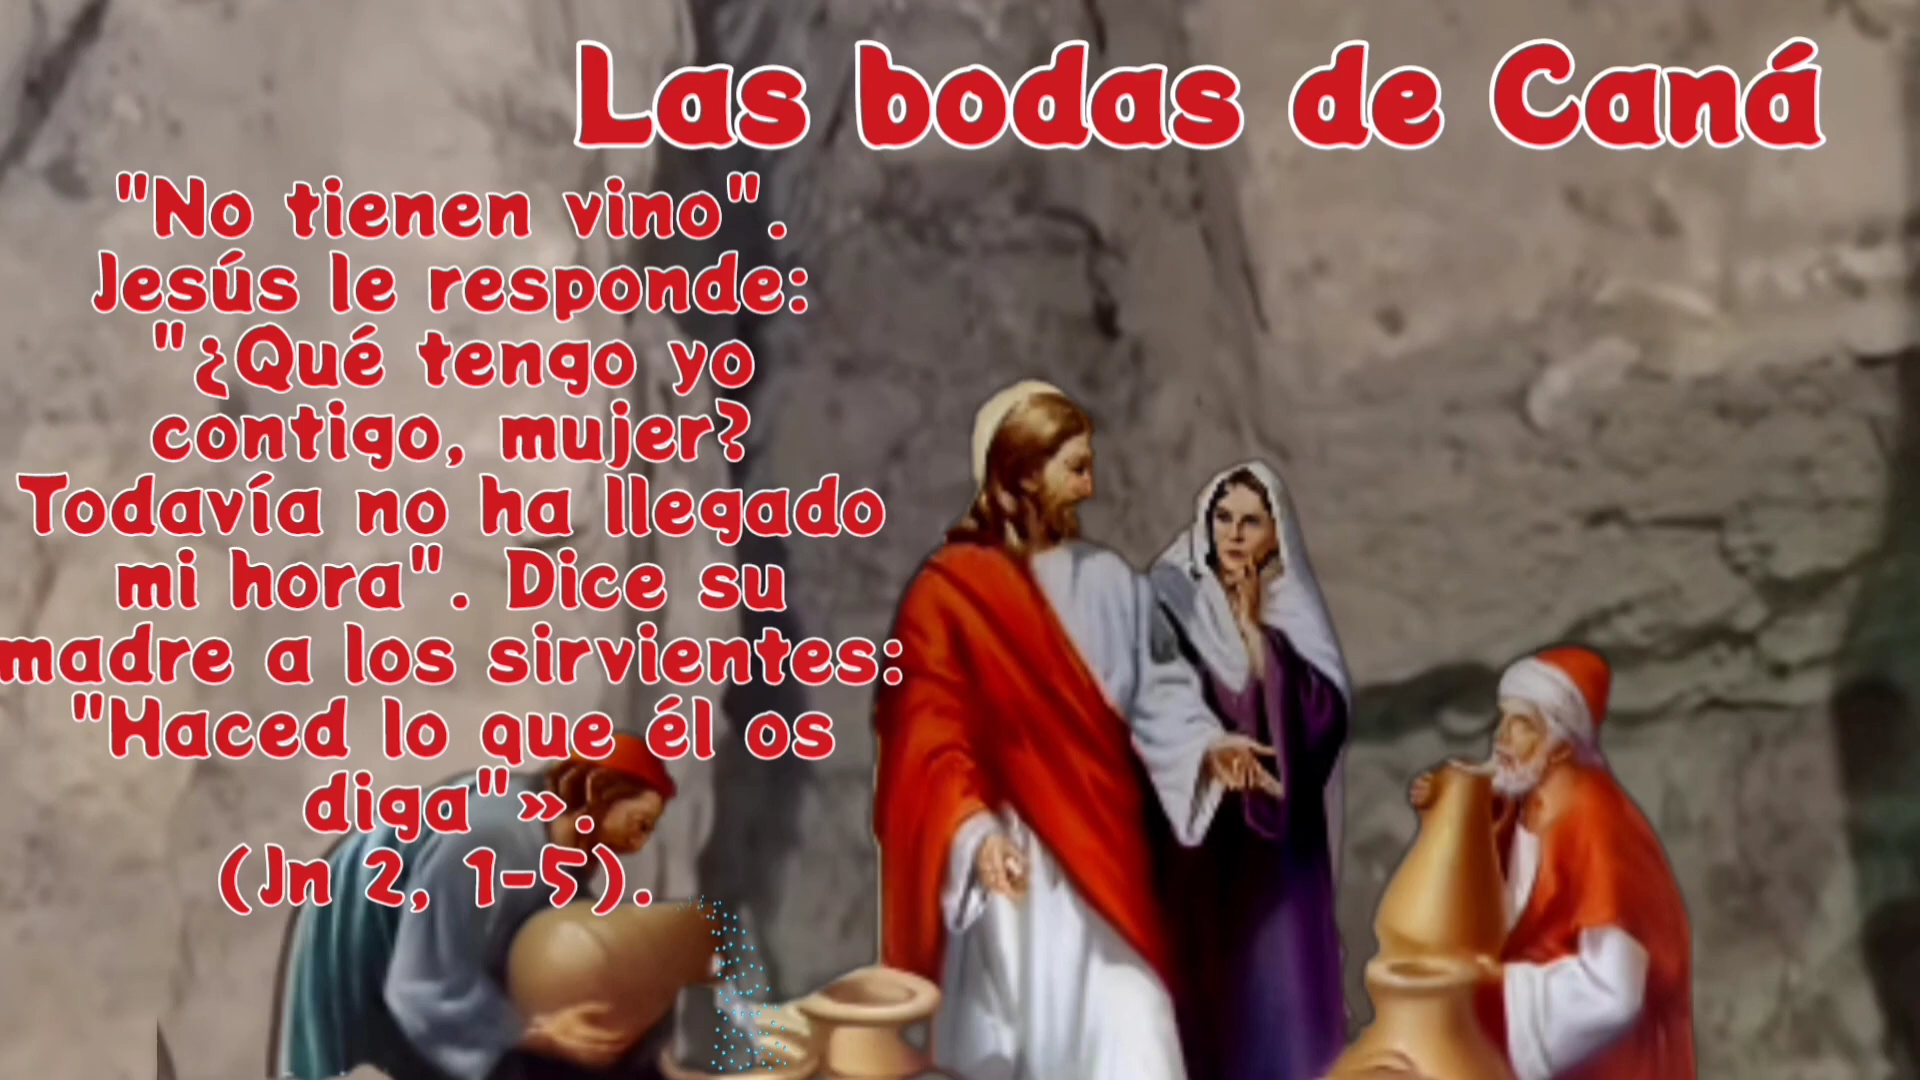 Las bodas de Caná
"No tienen vino".
Jesús le responde:
"¿Qué tengo yo
contigo, mujer?
Todavía no ha llegado
mi hora". Dice su
madre a los sirvientes:
"Haced lo que él os
diga"».
(Jn 2, 1-5).